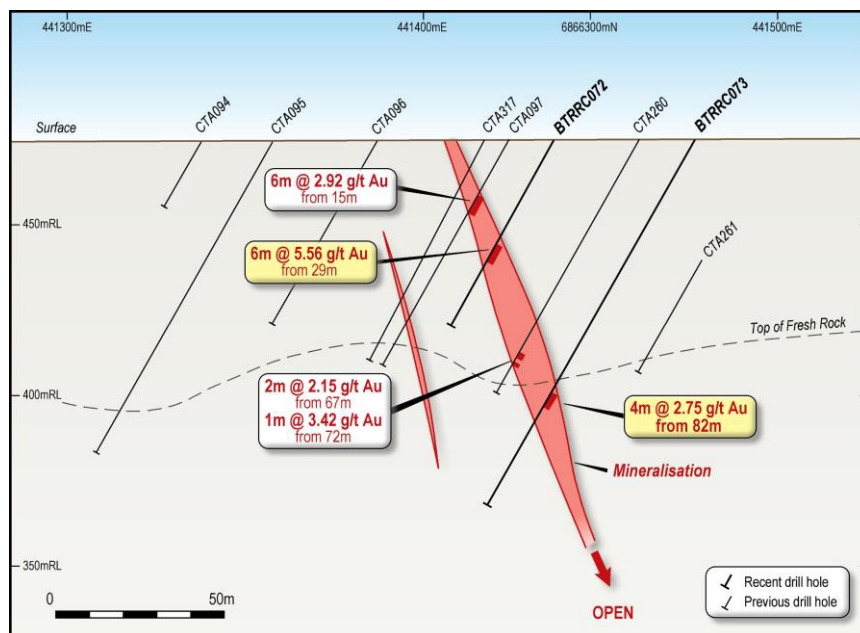 441300mE
441400mE
6866300mN
441500mE
CTA094
CTA095
CTA096
CTA317
CTA097
BTRRC072
CTA260
BTRRC073
Surface
6m @ 2.92 g/t Au
from 15m
450mRL
6m @ 5.56 g/t Au
from 29m
CTA261
Top of Fresh Rock
400mRL
2m @ 2.15 g/t Au
from 67m
1m @ 3.42 g/t Au
from 72m
4m @ 2.75 g/t Au
from 82m
Mineralisation
350mRL
0
50m
OPEN
Recent drill hole
Previous drill hole